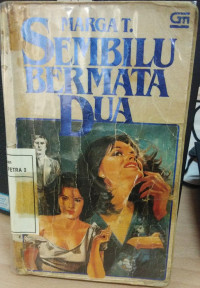 MARGA T.
SEMBILU
BERMATA
DUA
PETRA 2